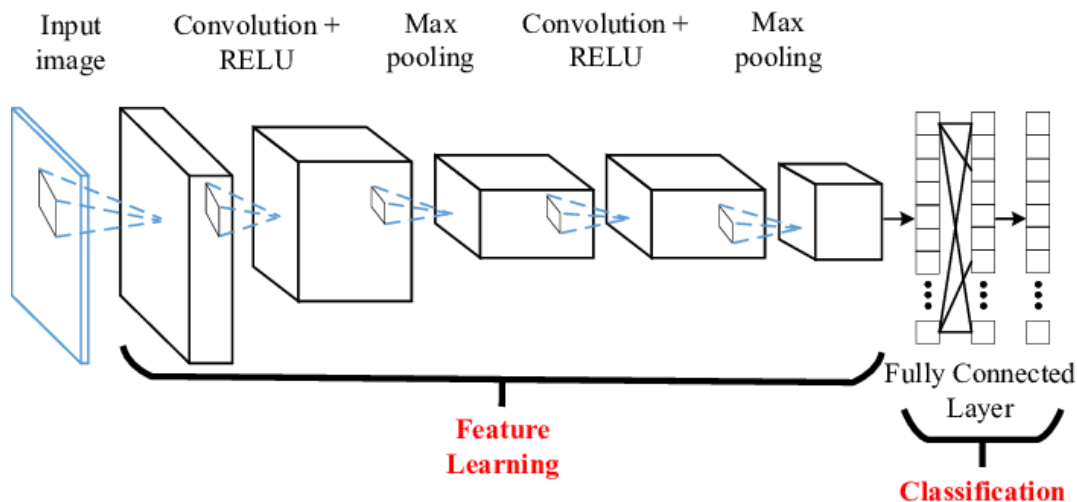 Input
image
Convolution +
RELU
Max
pooling
Convolution +
RELU
Max
pooling
Fully Connected
Layer
Feature
Learning
Classification